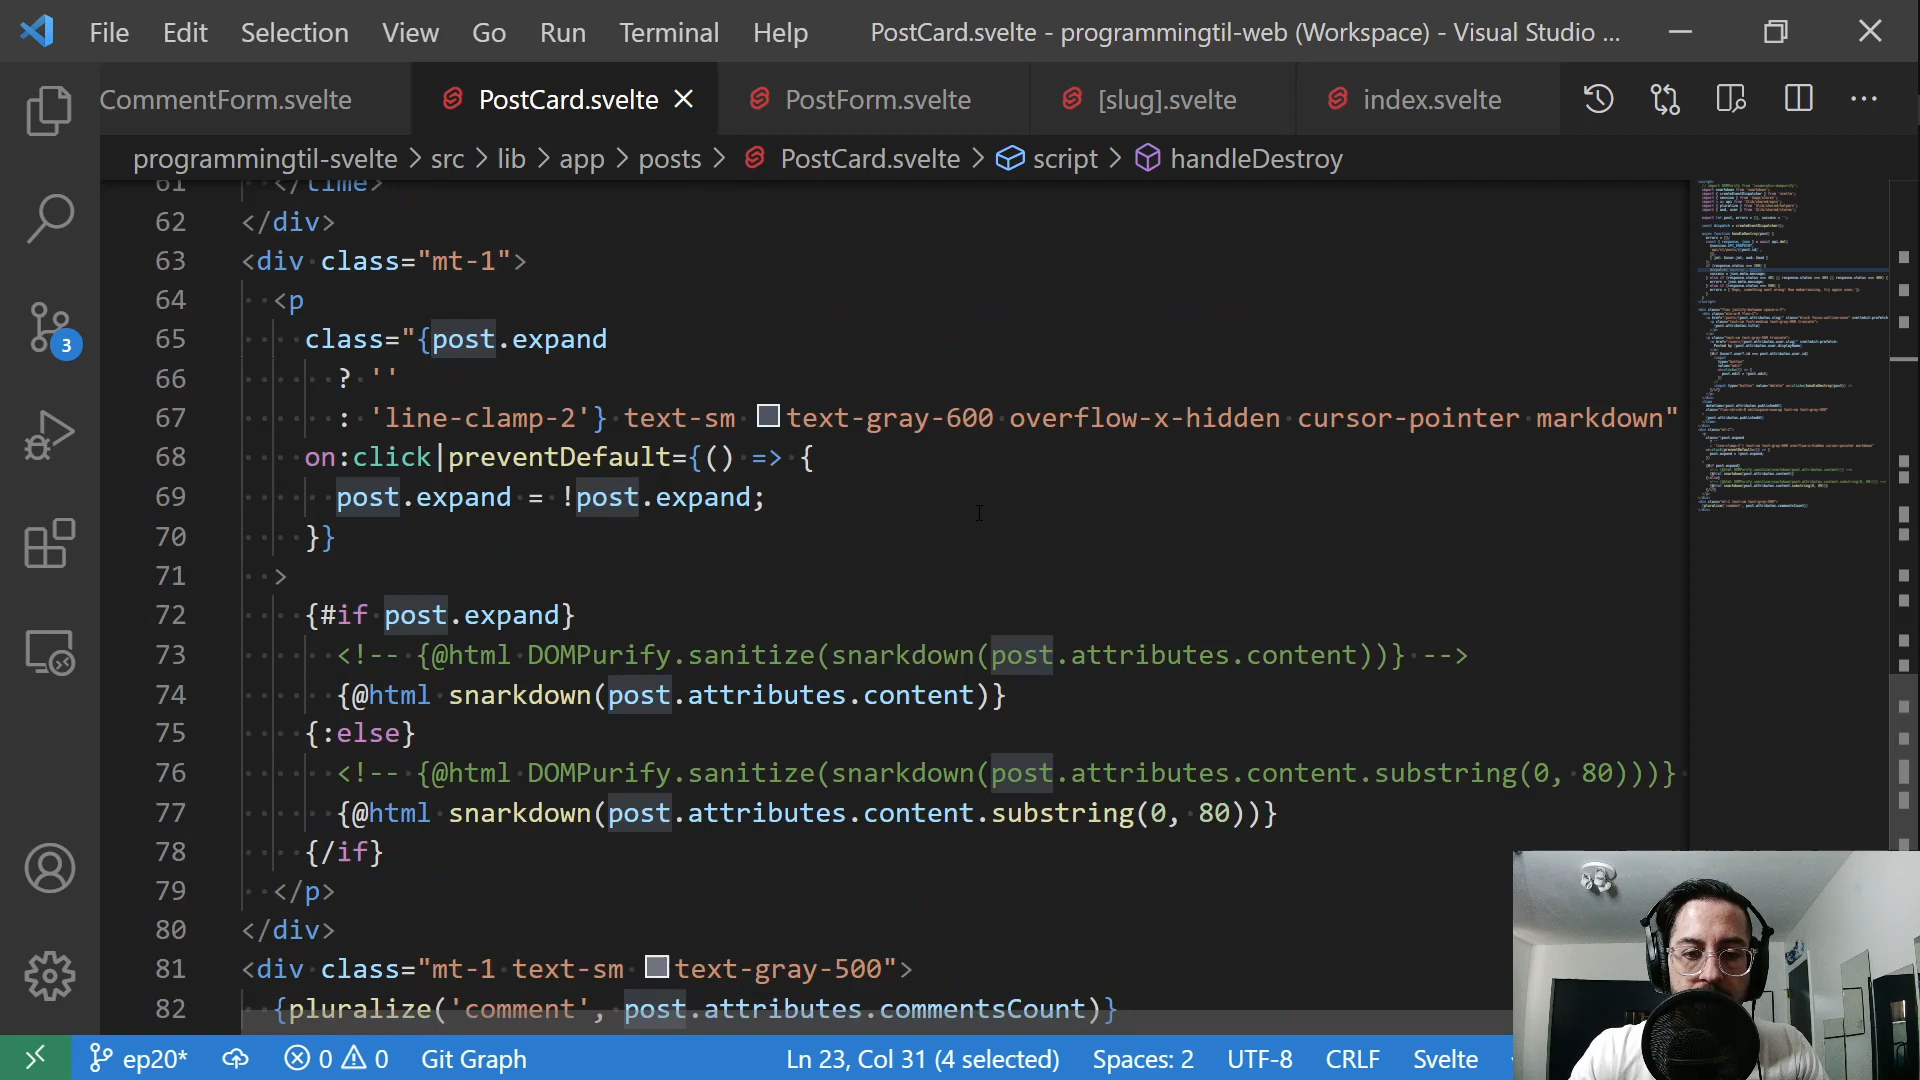 File Edit Selection View Go Run Terminal Help PostCard.svelte - programmingtil-web (Workspace) - Visual Studio ...
CommentForm.svelte PostCard.svelte PostForm.svelte [slug].svelte index.svelte ...
programmingtil-svelte > src > lib > app > posts > PostCard.svelte > script > handleDestroy
61 </time>
62 </div>
63 <div class="mt-1">
64 <p
65 class="{post.expand
66 ? ''
67 : 'line-clamp-2'} text-sm text-gray-600 overflow-x-hidden cursor-pointer markdown"
68 on:click|preventDefault={() => {
69 post.expand = !post.expand;
70 }}
71 >
72 {#if post.expand}
73 <!-- {@html DOMPurify.sanitize(snarkdown(post.attributes.content))} -->
74 {@html snarkdown(post.attributes.content)}
75 {:else}
76 <!-- {@html DOMPurify.sanitize(snarkdown(post.attributes.content.substring(0, 80)))}
77 {@html snarkdown(post.attributes.content.substring(0, 80))}
78 {/if}
79 </p>
80 </div>
81 <div class="mt-1 text-sm text-gray-500">
82 {pluralize('comment', post.attributes.commentsCount)}
3
ep20* 0 0 Git Graph Ln 23, Col 31 (4 selected) Spaces: 2 UTF-8 CRLF Svelte